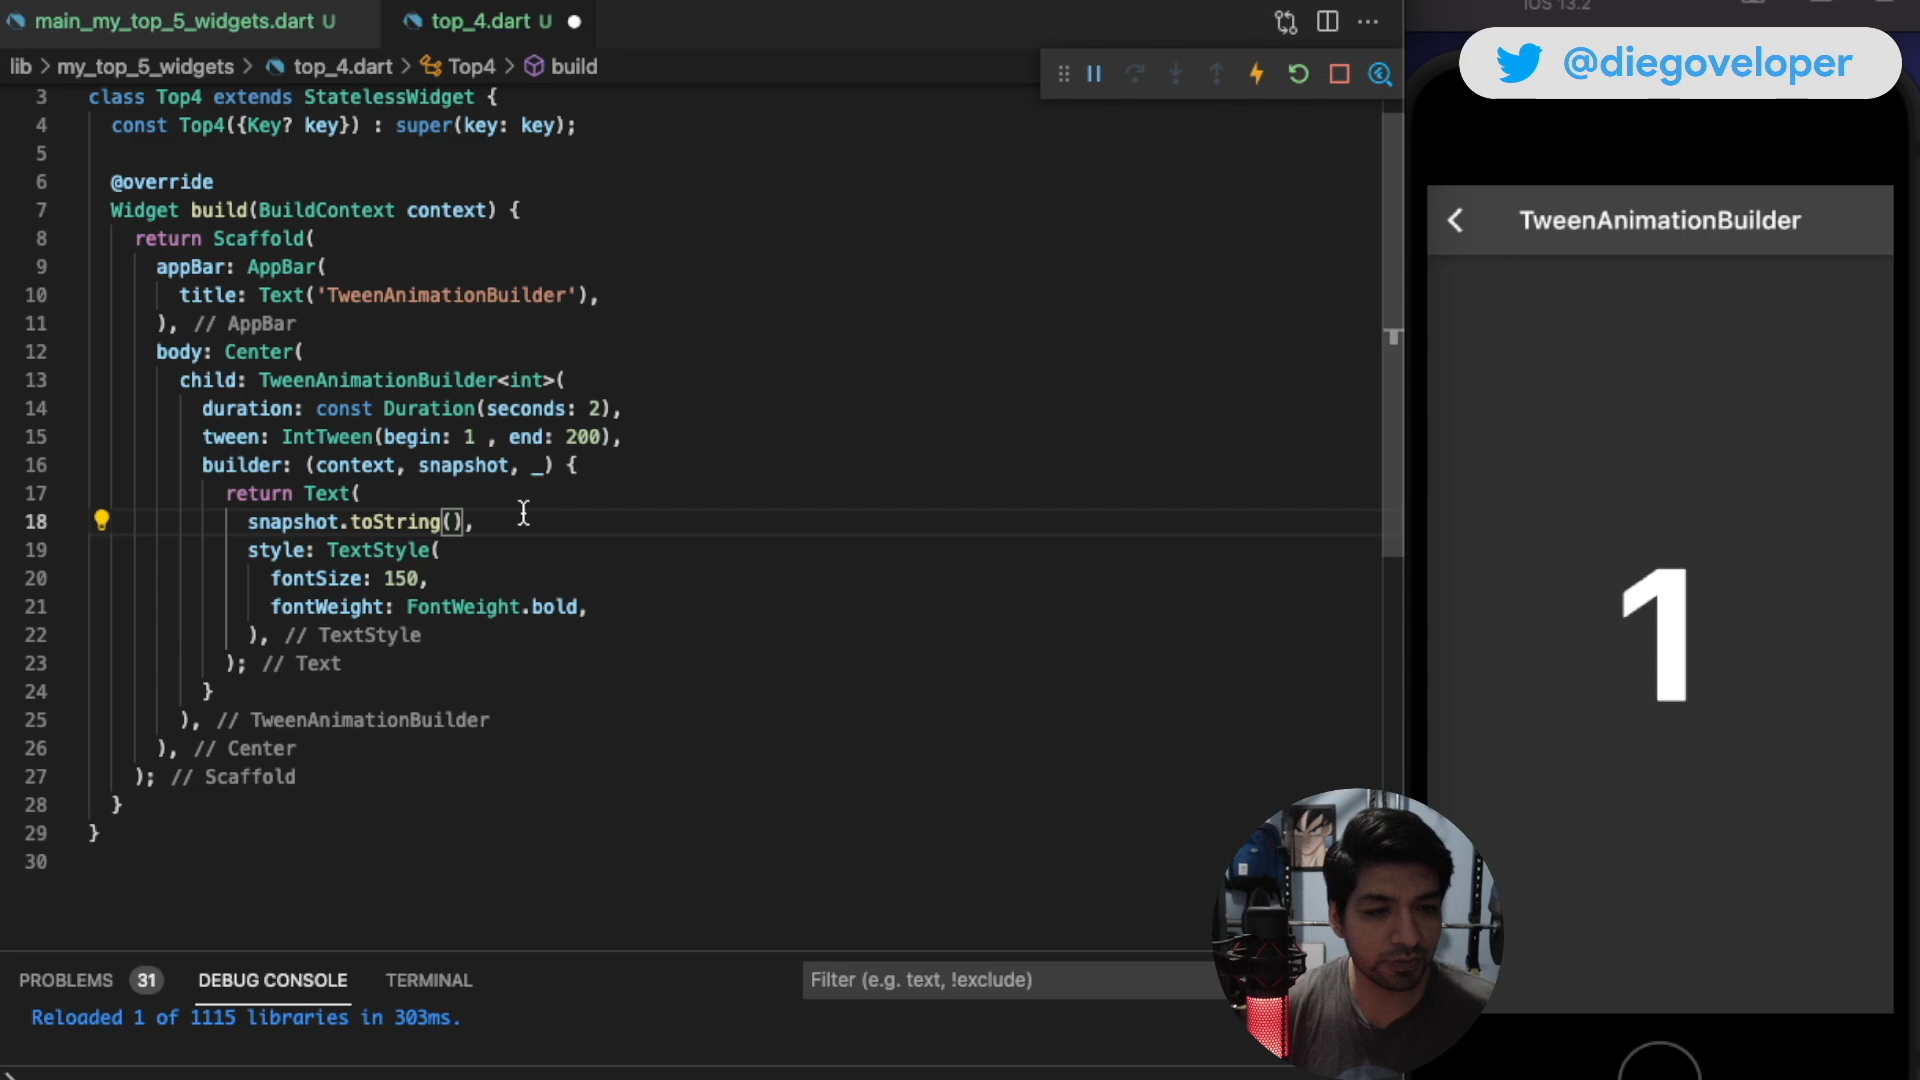 main_my_top_5_widgets.dart U
top_4.dart U
iOS 13.2
@diegoveloper
lib > my_top_5_widgets > top_4.dart > Top4 > build
3 class Top4 extends StatelessWidget {
4 const Top4({Key? key}) : super(key: key);
5
6 @override
7 Widget build(BuildContext context) {
8 return Scaffold(
9 appBar: AppBar(
10 title: Text('TweenAnimationBuilder'),
11 ), // AppBar
12 body: Center(
13 child: TweenAnimationBuilder<int>(
14 duration: const Duration(seconds: 2),
15 tween: IntTween(begin: 1 , end: 200),
16 builder: (context, snapshot, _) {
17 return Text(
18 snapshot.toString(),
19 style: TextStyle(
20 fontSize: 150,
21 fontWeight: FontWeight.bold,
22 ), // TextStyle
23 ); // Text
24 }
25 ), // TweenAnimationBuilder
26 ), // Center
27 ); // Scaffold
28 }
29 }
30
TweenAnimationBuilder
1
PROBLEMS 31 DEBUG CONSOLE TERMINAL
Filter (e.g. text, !exclude)
Reloaded 1 of 1115 libraries in 303ms.